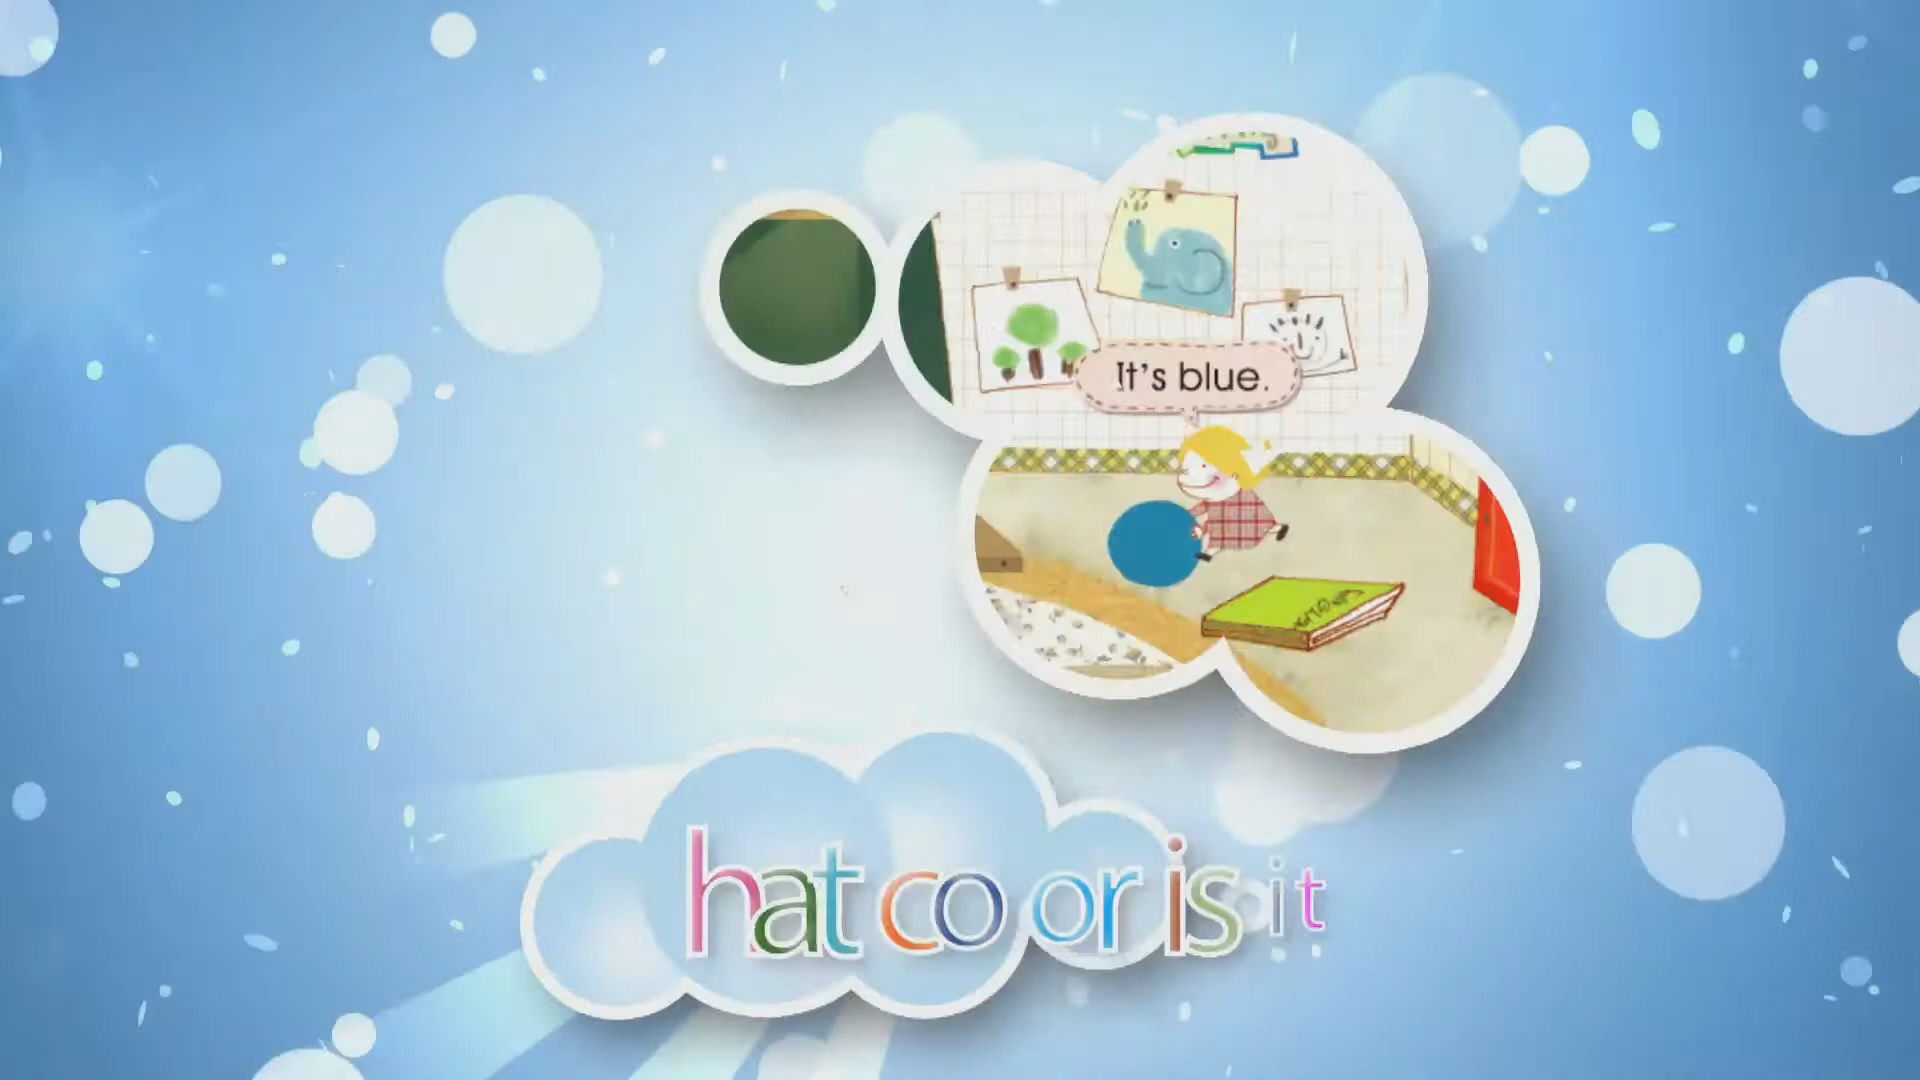 It's blue.
hat co or is it